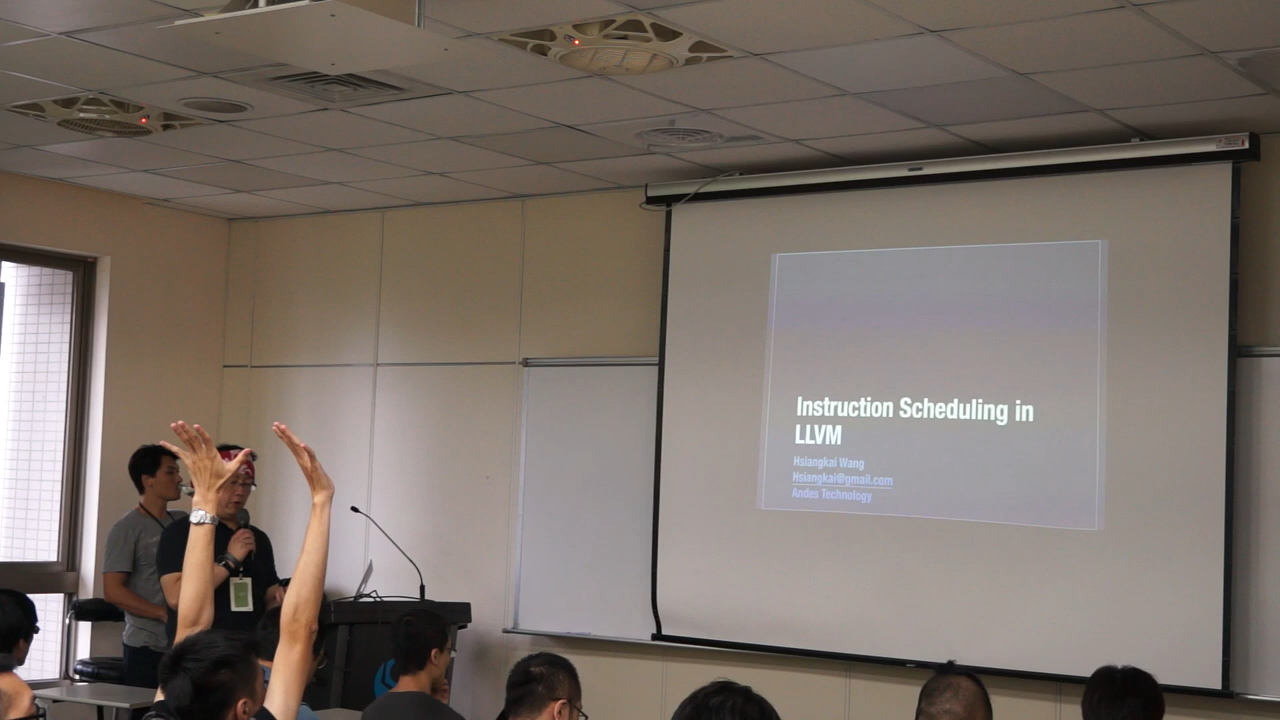 Instruction Scheduling in
LLVM
Hsiangkai Wang
Hsiangkai@gmail.com
Andes Technology